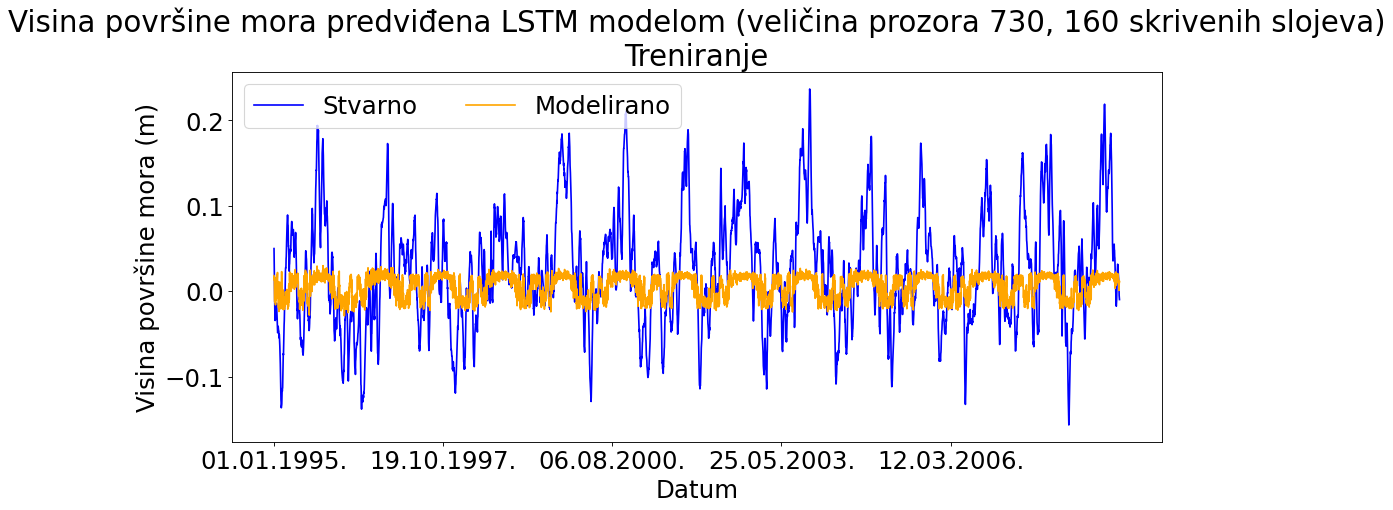 Visina površine mora predviđena LSTM modelom (veličina prozora 730, 160 skrivenih slojeva)
Treniranje
Stvarno Modelirano
Visina površine mora (m)
0.2
0.1
0.0
−0.1
01.01.1995. 19.10.1997. 06.08.2000. 25.05.2003. 12.03.2006.
Datum